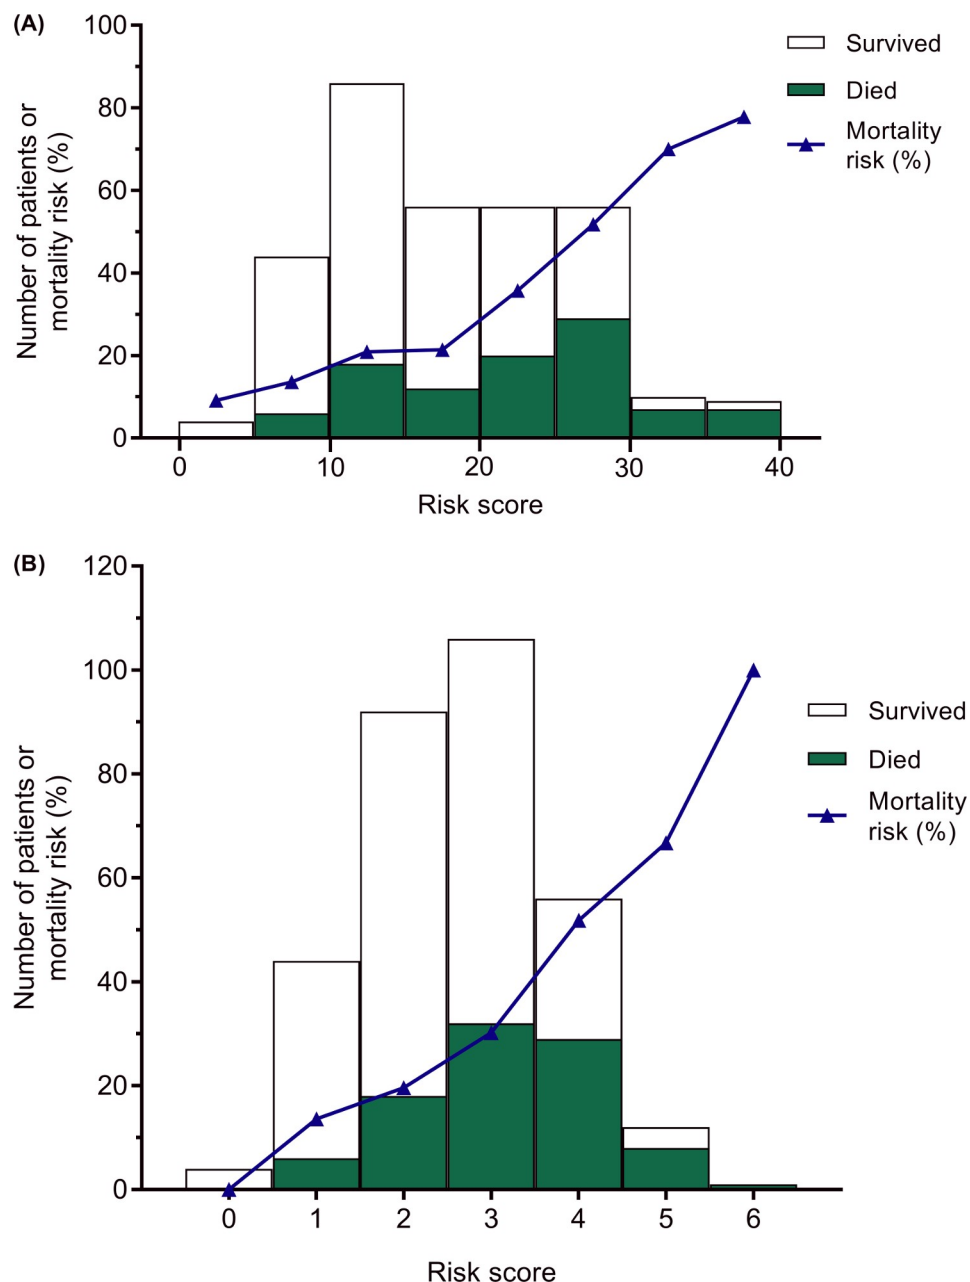 (A)
100
80
60
40
20
0
Number of patients or
mortality risk (%)
0 10 20 30 40
Risk score
Survived
Died
Mortality
risk (%)
(B)
120
100
80
60
40
20
0
Number of patients or
mortality risk (%)
0 1 2 3 4 5 6
Risk score
Survived
Died
Mortality
risk (%)